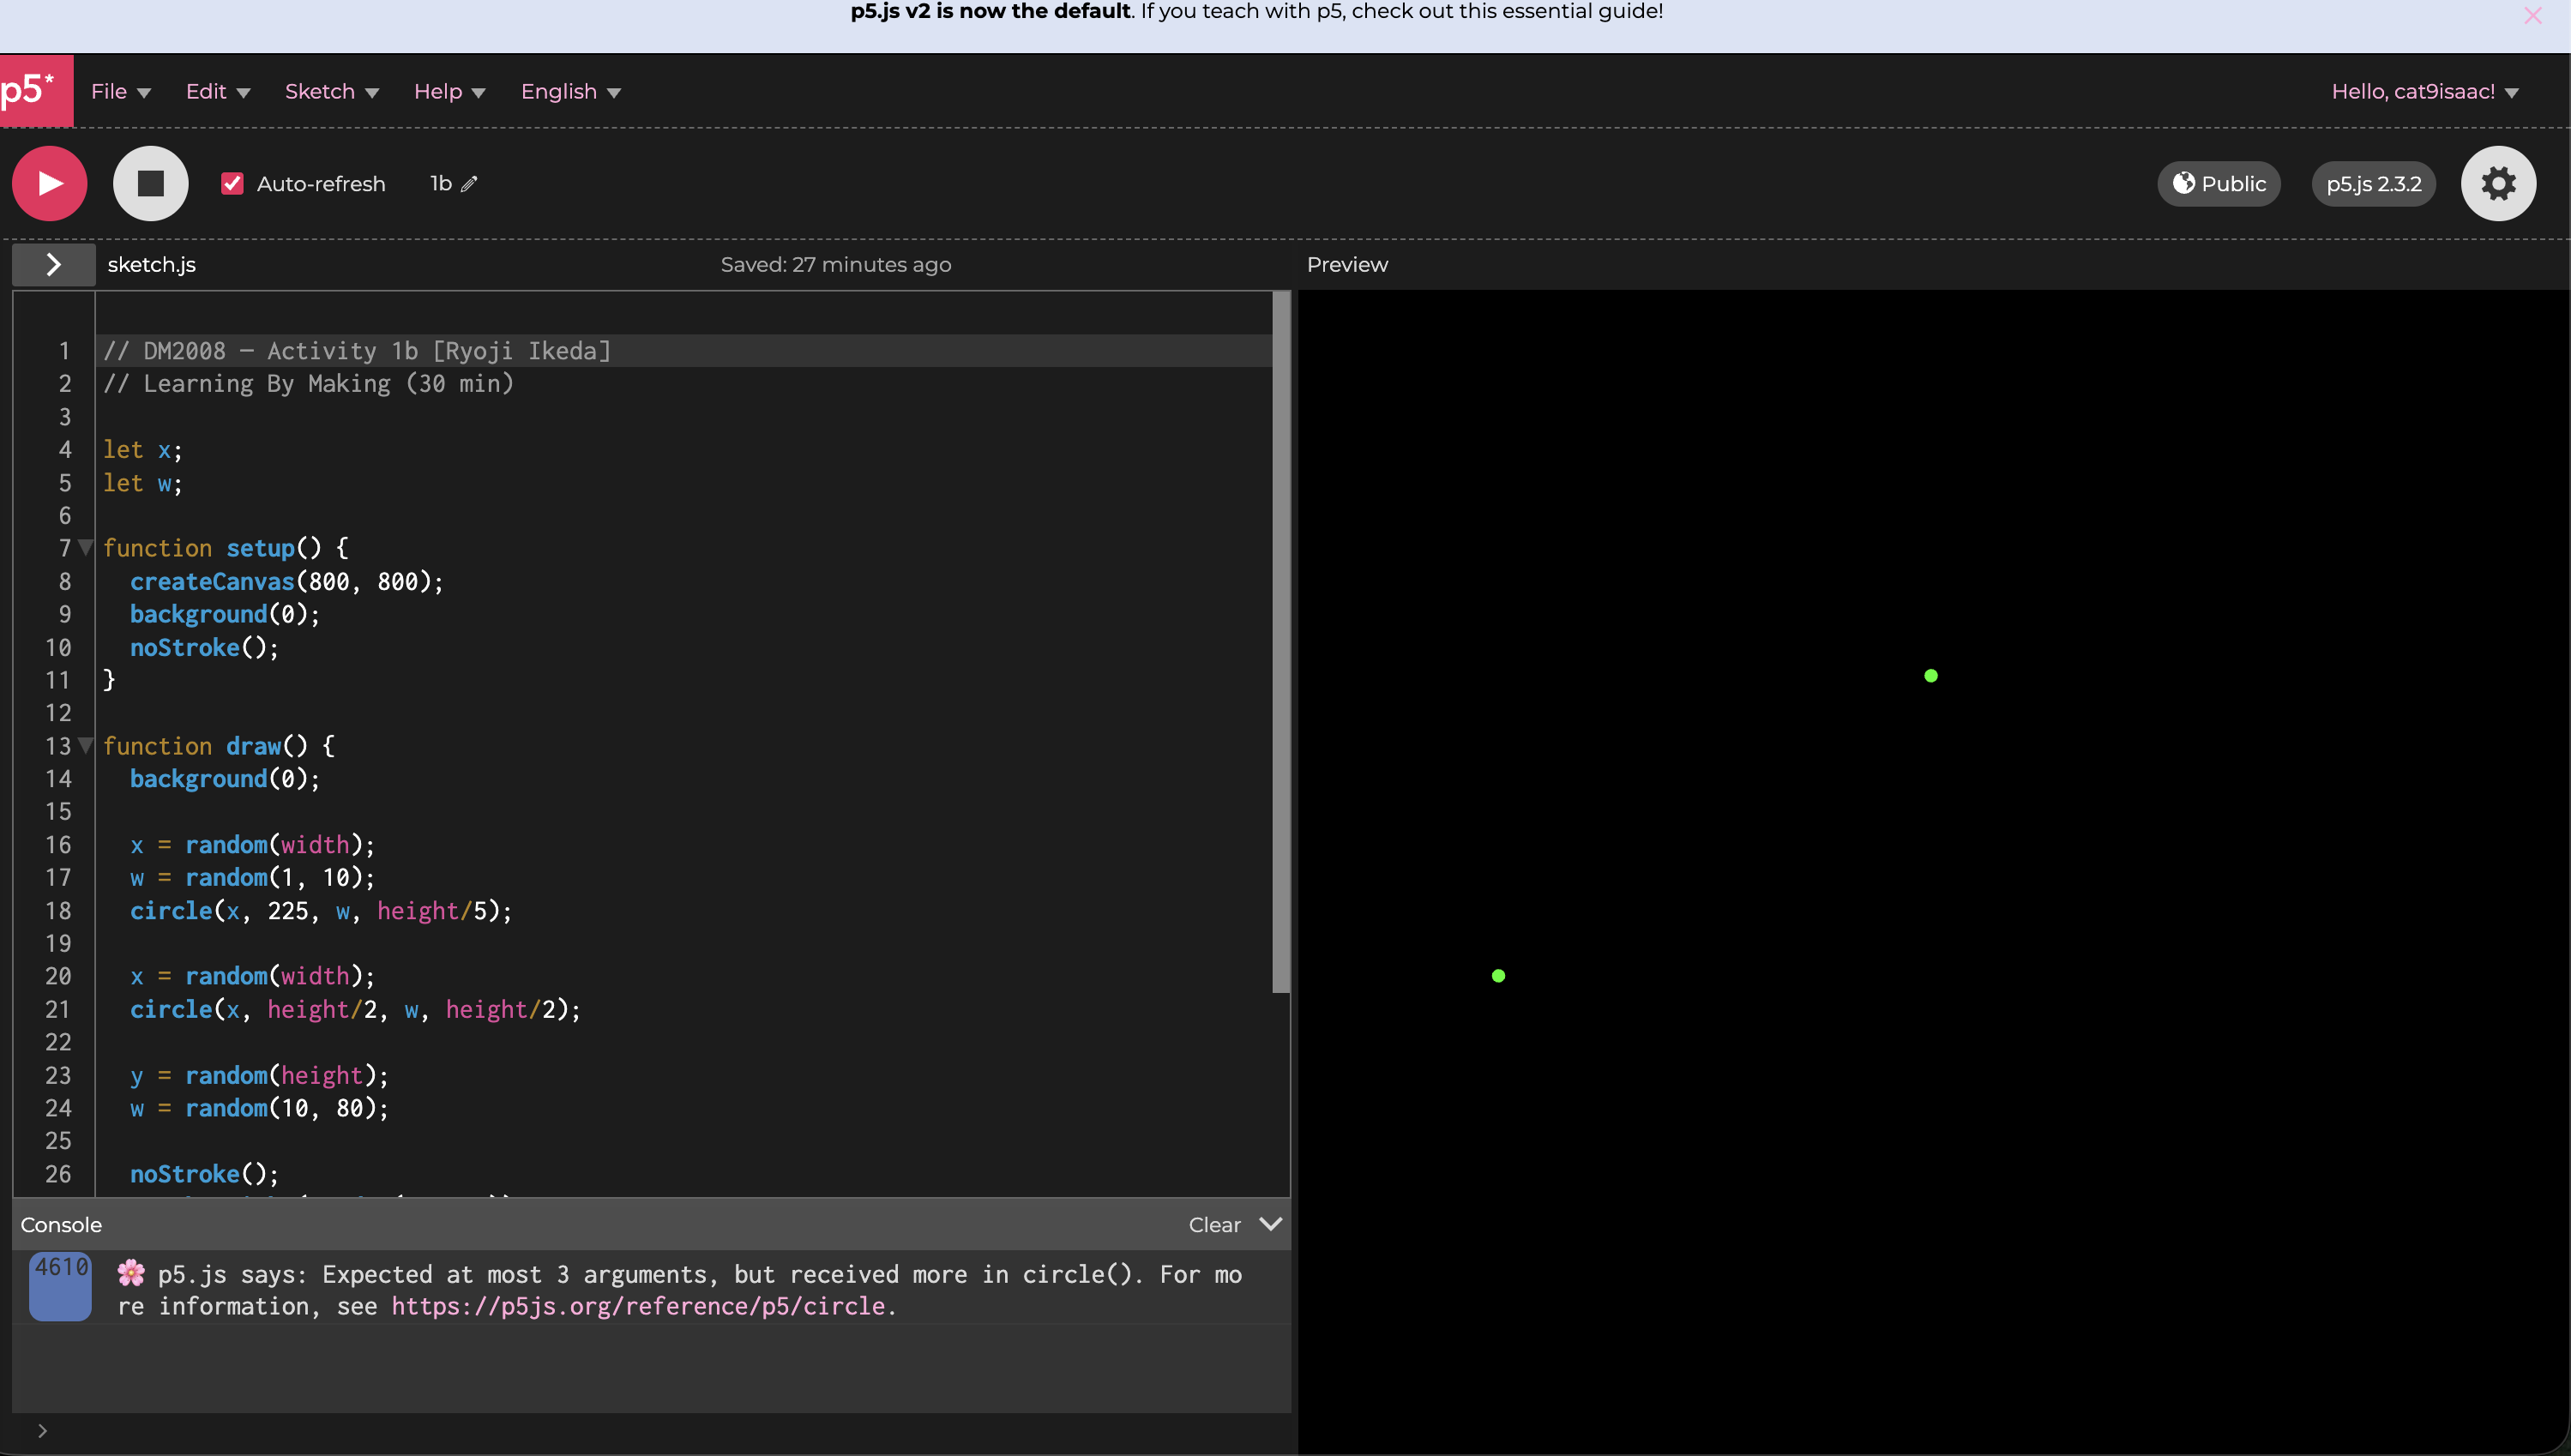 p5.js v2 is now the default. If you teach with p5, check out this essential guide!
p5*
File
Edit
Sketch
Help
English
Hello, cat9isaac!
Auto-refresh
1b
Public
p5.js 2.3.2
sketch.js
Saved: 27 minutes ago
Preview
1 // DM2008 — Activity 1b [Ryoji Ikeda]
2 // Learning By Making (30 min)
3
4 let x;
5 let w;
6
7 function setup() {
8 createCanvas(800, 800);
9 background(0);
10 noStroke();
11 }
12
13 function draw() {
14 background(0);
15
16 x = random(width);
17 w = random(1, 10);
18 circle(x, 225, w, height/5);
19
20 x = random(width);
21 circle(x, height/2, w, height/2);
22
23 y = random(height);
24 w = random(10, 80);
25
26 noStroke();
Console
Clear
4610
🌸 p5.js says: Expected at most 3 arguments, but received more in circle(). For mo
re information, see https://p5js.org/reference/p5/circle.
>